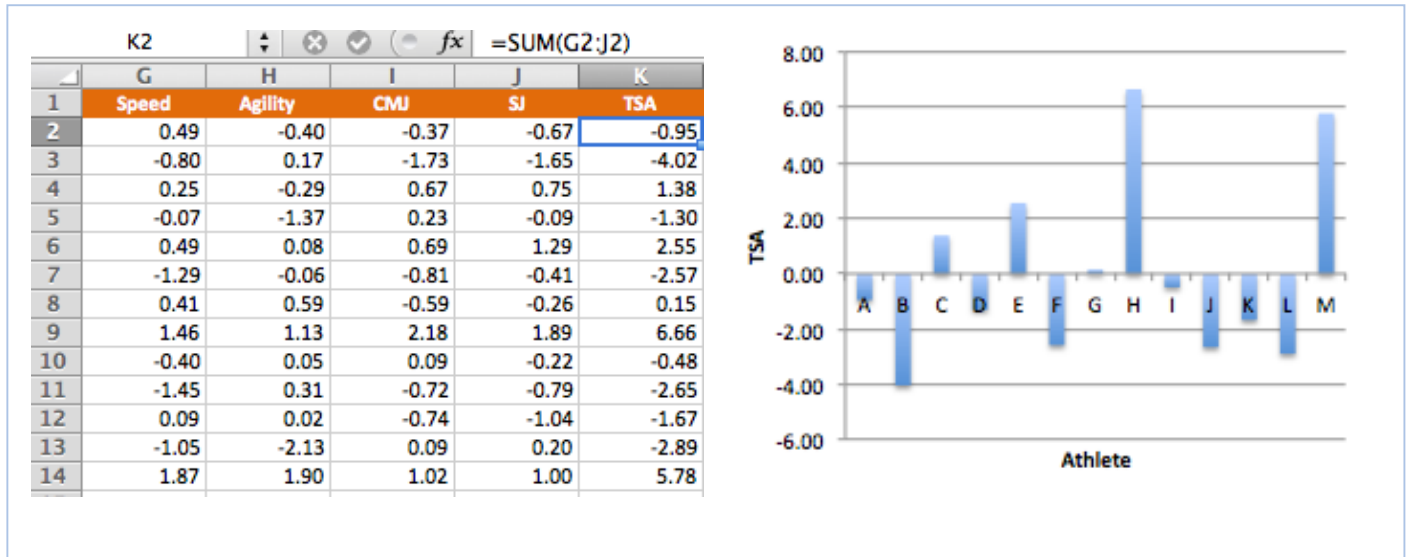 K2 fx =SUM(G2:J2)
G H I J K
1 Speed Agility CMJ SJ TSA
2 0.49 -0.40 -0.37 -0.67 -0.95
3 -0.80 0.17 -1.73 -1.65 -4.02
4 0.25 -0.29 0.67 0.75 1.38
5 -0.07 -1.37 0.23 -0.09 -1.30
6 0.49 0.08 0.69 1.29 2.55
7 -1.29 -0.06 -0.81 -0.41 -2.57
8 0.41 0.59 -0.59 -0.26 0.15
9 1.46 1.13 2.18 1.89 6.66
10 -0.40 0.05 0.09 -0.22 -0.48
11 -1.45 0.31 -0.72 -0.79 -2.65
12 0.09 0.02 -0.74 -1.04 -1.67
13 -1.05 -2.13 0.09 0.20 -2.89
14 1.87 1.90 1.02 1.00 5.78
8.00
6.00
4.00
2.00
0.00
-2.00
-4.00
-6.00
TSA
A B C D E F G H I J K L M
Athlete